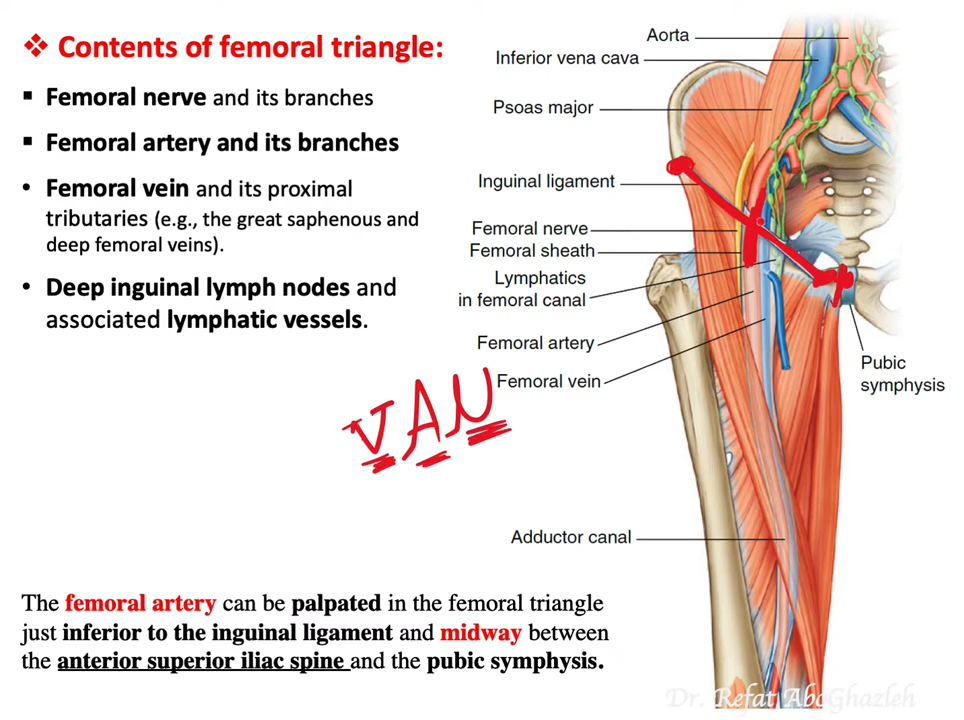 ❖ Contents of femoral triangle:
▪ Femoral nerve and its branches
▪ Femoral artery and its branches
• Femoral vein and its proximal
tributaries (e.g., the great saphenous and
deep femoral veins).
• Deep inguinal lymph nodes and
associated lymphatic vessels.
VAN
Aorta
Inferior vena cava
Psoas major
Inguinal ligament
Femoral nerve
Femoral sheath
Lymphatics
in femoral canal
Femoral artery
Femoral vein
Pubic
symphysis
Adductor canal
The femoral artery can be palpated in the femoral triangle
just inferior to the inguinal ligament and midway between
the anterior superior iliac spine and the pubic symphysis.
Dr. Refat AboGhazleh